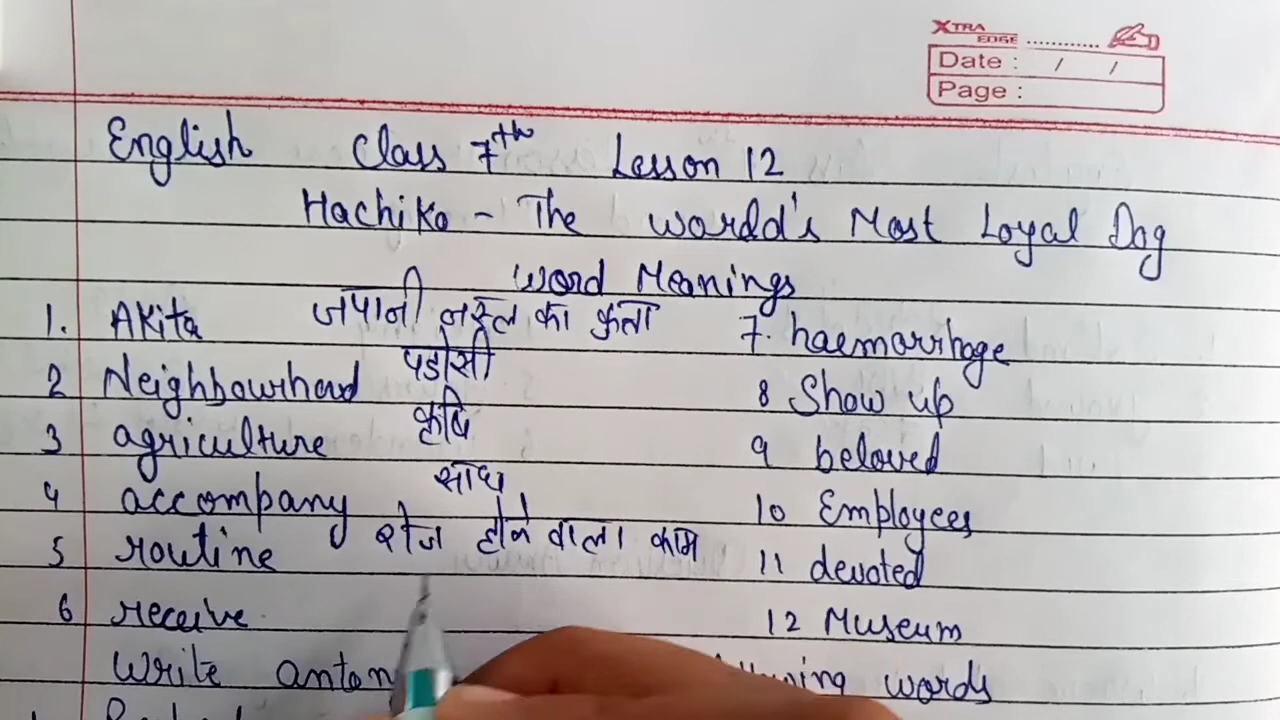 XTRA EDGE ............
Date : / /
Page :
English Class 7th Lesson 12
Hachiko - The World's Most Loyal Dog
Word Meanings
1. Akita जपानी नस्ल का कुता
2 Neighbourhood पडोसी
3 agriculture कृषि
4 accompany साथ
5 routine रोज होने वाला काम
6 receive
7. haemorrhage
8 Show up
9 beloved
10 Employees
11 devoted
12 Museum
Write words